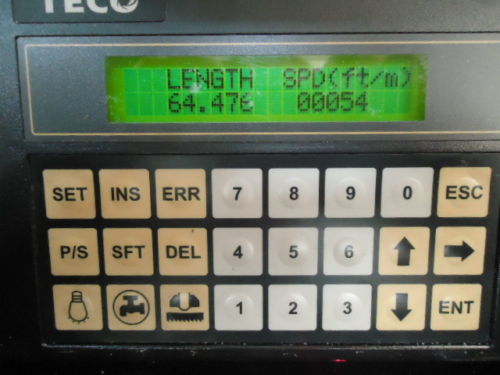 TECO
LENGTH SPD(ft/m)
64.476 00054
SET INS ERR 7 8 9 0 ESC
P/S SFT DEL 4 5 6
1 2 3 ENT